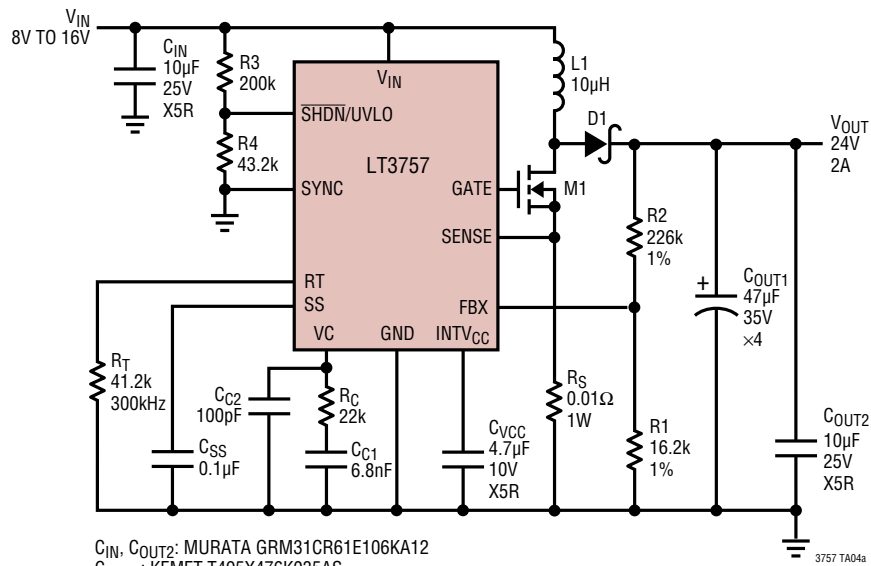 VIN
8V TO 16V
CIN
10µF
25V
X5R
R3
200k
R4
43.2k
VIN
SHDN/UVLO
LT3757
SYNC
GATE
SENSE
RT
SS
FBX
VC
GND
INTVCC
L1
10µH
D1
M1
VOUT
24V
2A
R2
226k
1%
+
COUT1
47µF
35V
×4
RT
41.2k
300kHz
CSS
0.1µF
CC2
100pF
RC
22k
CC1
6.8nF
CVCC
4.7µF
10V
X5R
RS
0.01Ω
1W
R1
16.2k
1%
COUT2
10µF
25V
X5R
CIN, COUT2: MURATA GRM31CR61E106KA12
3757 TA04a